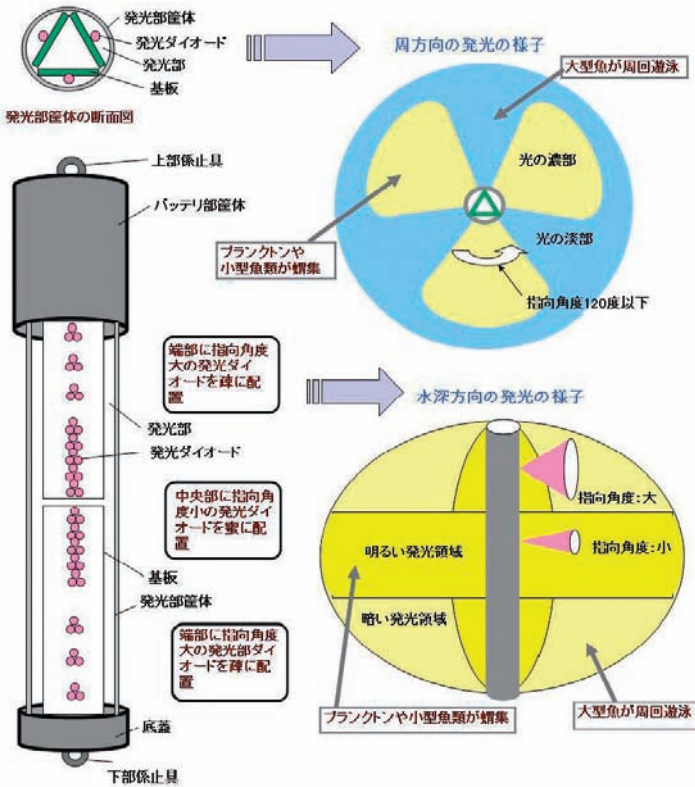 発光部筐体
発光ダイオード
発光部
基板
発光部筐体の断面図
周方向の発光の様子
大型魚が周回遊泳
光の濃部
光の淡部
プランクトンや
小型魚類が蝟集
指向角度120度以下
上部係止具
バッテリ部筐体
端部に指向角度
大の発光ダイ
オードを疎に配
置
発光部
発光ダイオード
中央部に指向角
度小の発光ダイ
オードを蜜に配
置
基板
発光部筐体
端部に指向角度
大の発光部ダイ
オードを疎に配
置
底蓋
下部係止具
水深方向の発光の様子
指向角度:大
指向角度:小
明るい発光領域
暗い発光領域
プランクトンや小型魚類が蝟集
大型魚が周回遊泳